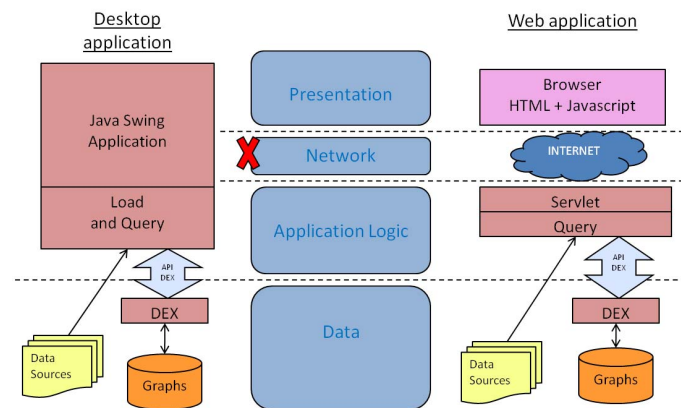 Desktop
application
Java Swing
Application
Load
and Query
API
DEX
DEX
Data
Sources
Graphs
Presentation
Network
Application Logic
Data
Web application
Browser
HTML + Javascript
INTERNET
Servlet
Query
API
DEX
DEX
Data
Sources
Graphs